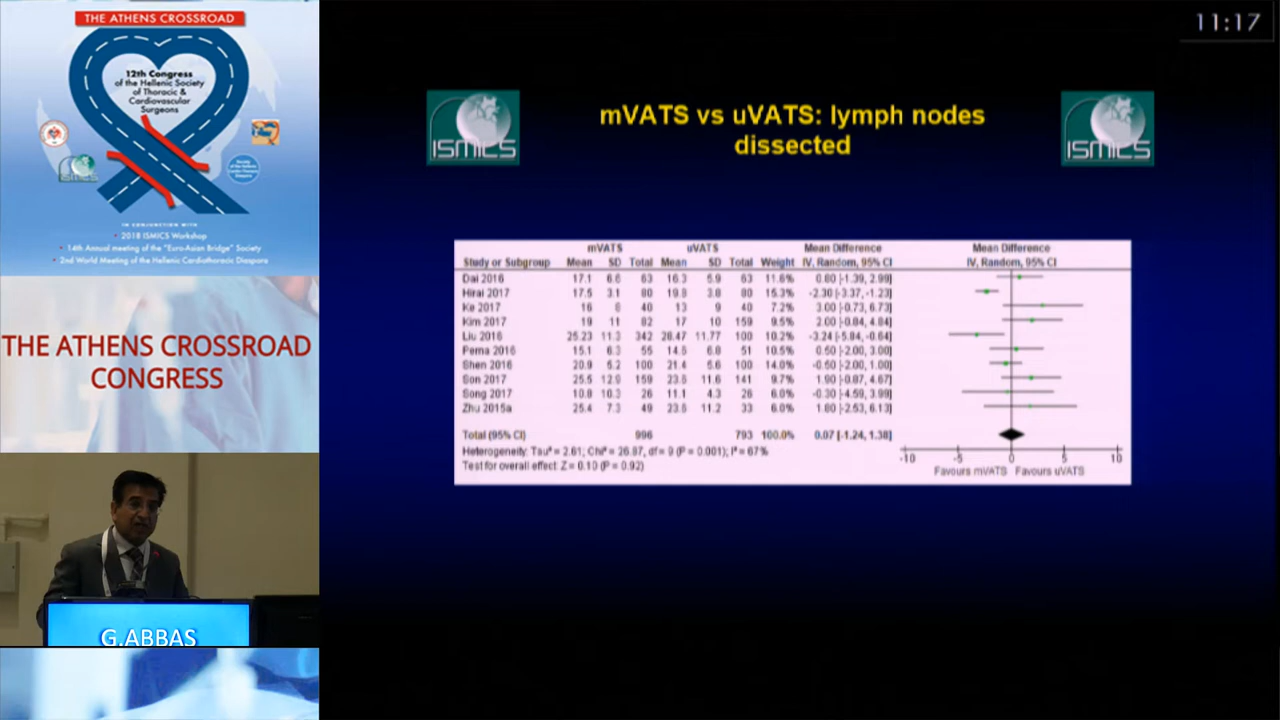 THE ATHENS CROSSROAD
12th Congress
of the Hellenic Society
of Thoracic &
Cardiovascular
Surgeons
IN CONJUNCTION WITH
2018 ISMICS Workshop
14th Annual meeting of the "Euro-Asian Bridge" Society
2nd World Meeting of the Hellenic Cardiothoracic Diaspora
THE ATHENS CROSSROAD
CONGRESS
G.ABBAS
11:17
ISMICS
mVATS vs uVATS: lymph nodes
dissected
ISMICS
mVATS uVATS Mean Difference Mean Difference
Study or Subgroup Mean SD Total Mean SD Total Weight IV, Random, 95% CI IV, Random, 95% CI
Dai 2016 17.1 6.6 63 16.3 5.9 63 11.6% 0.80 [-1.39, 2.99]
Hirai 2017 17.5 3.1 80 19.8 3.8 80 15.3% -2.30 [-3.37, -1.23]
Ke 2017 16 8 40 13 9 40 7.2% 3.00 [-0.73, 6.73]
Kim 2017 19 11 82 17 10 159 9.5% 2.00 [-0.84, 4.84]
Liu 2016 25.23 11.3 342 28.47 11.77 100 10.2% -3.24 [-5.84, -0.64]
Perna 2016 15.1 6.3 55 14.6 6.8 51 10.5% 0.50 [-2.00, 3.00]
Shen 2016 20.9 5.2 100 21.4 5.6 100 14.0% -0.50 [-2.00, 1.00]
Son 2017 25.5 12.9 159 23.6 11.6 141 9.7% 1.90 [-0.87, 4.67]
Song 2017 10.8 10.3 26 11.1 4.3 26 6.0% -0.30 [-4.59, 3.99]
Zhu 2015a 25.4 7.3 49 23.6 11.2 33 6.0% 1.80 [-2.53, 6.13]
Total (95% CI) 996 793 100.0% 0.07 [-1.24, 1.38]
Heterogeneity: Tau² = 2.61; Chi² = 26.87, df = 9 (P = 0.001); I² = 67%
Test for overall effect: Z = 0.10 (P = 0.92)
-10 -5 0 5 10
Favours mVATS Favours uVATS